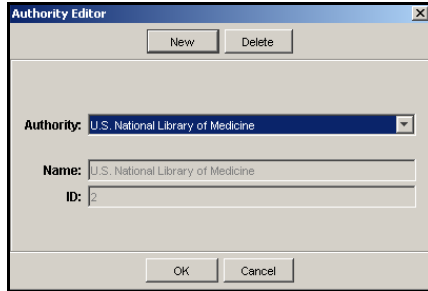 Authority Editor
New Delete
Authority: U.S. National Library of Medicine
Name: U.S. National Library of Medicine
ID: 2
OK Cancel